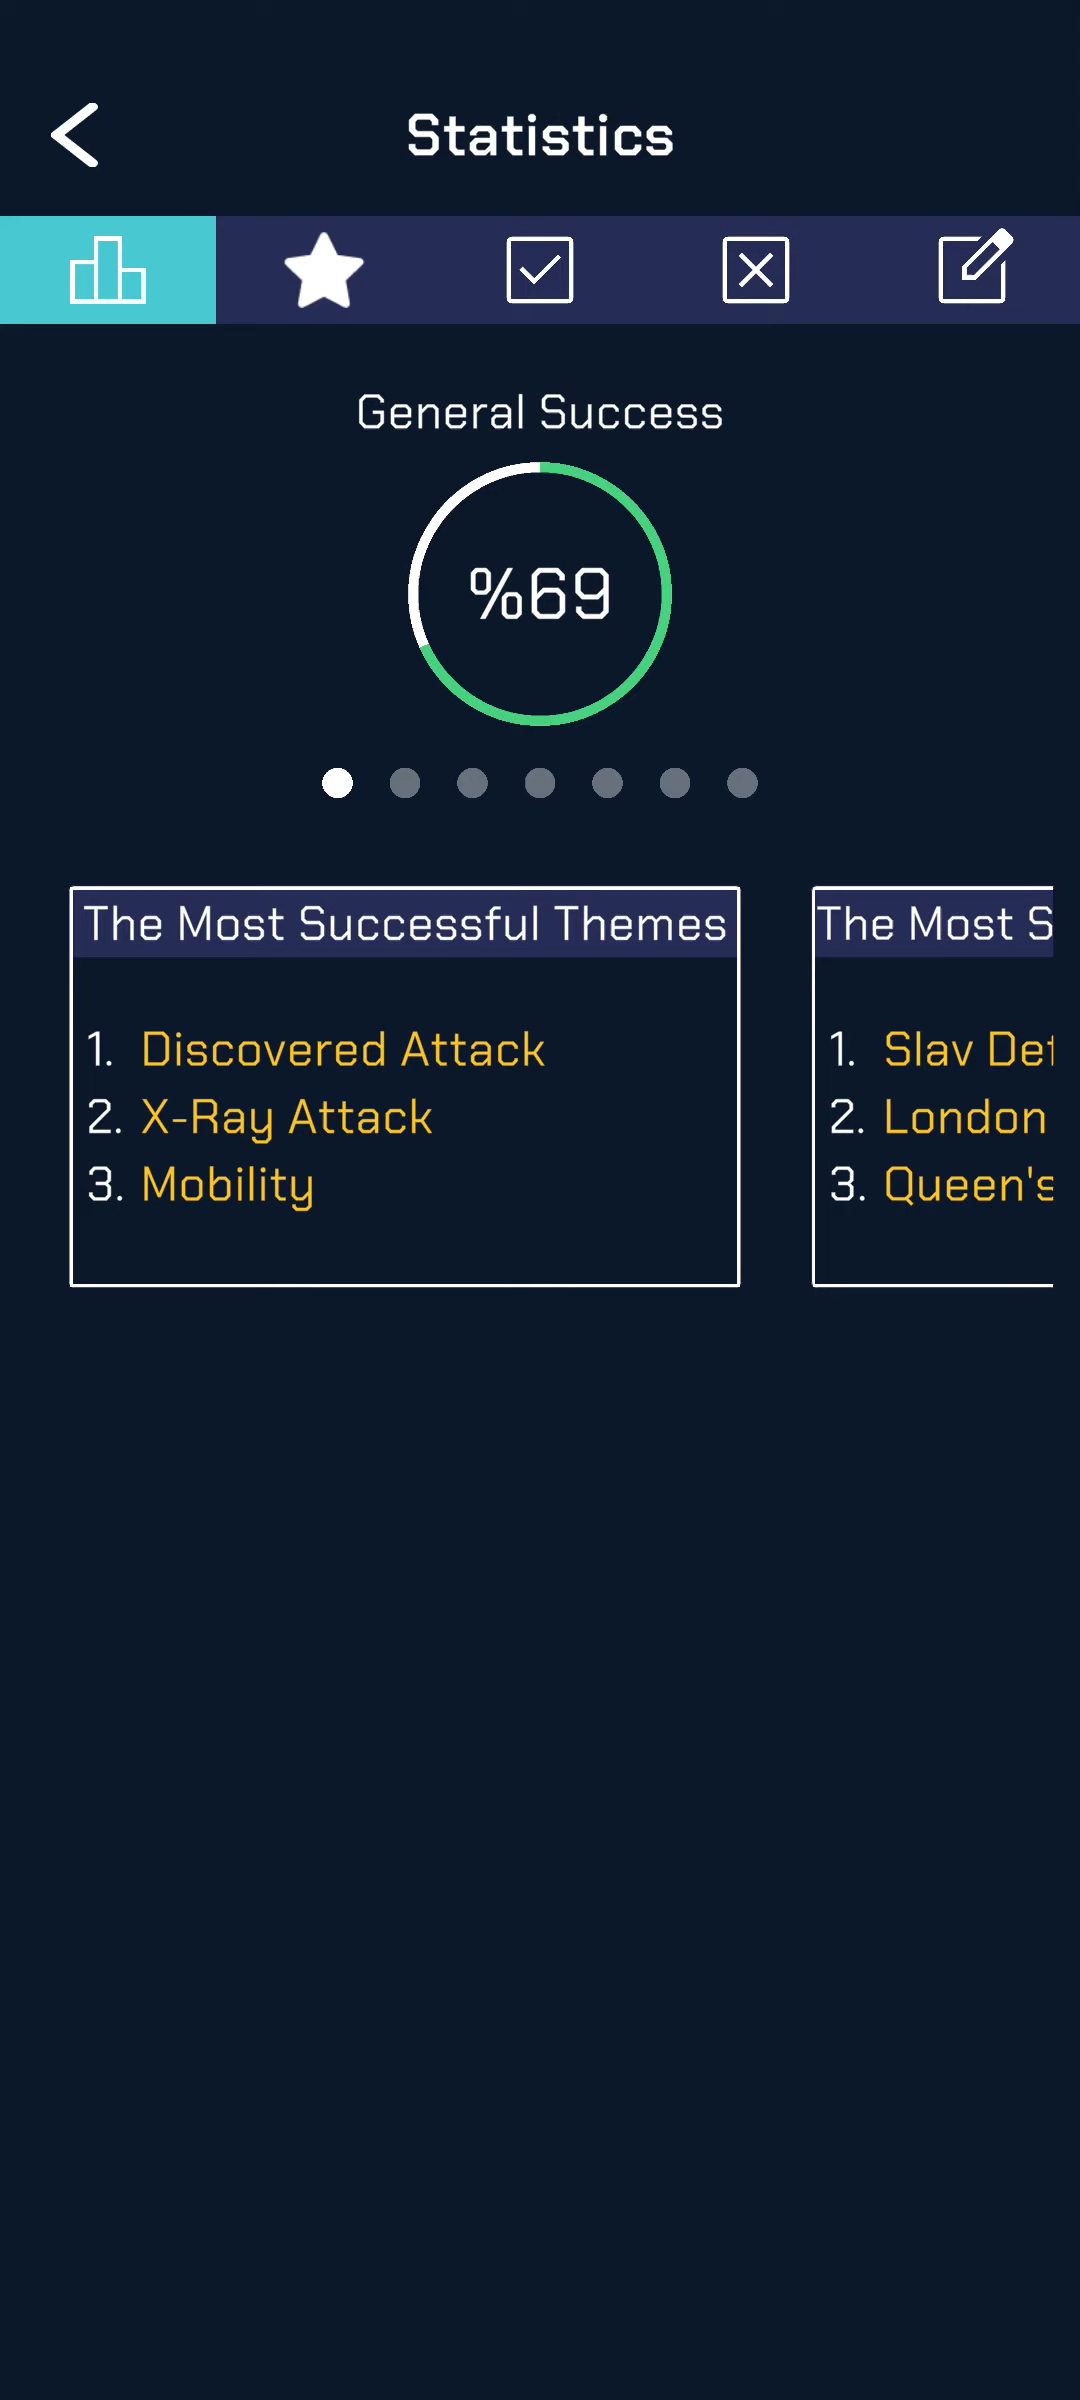 Statistics
General Success
%69
The Most Successful Themes
1. Discovered Attack
2. X-Ray Attack
3. Mobility
The Most
1. Slav
2. London
3. Queen's